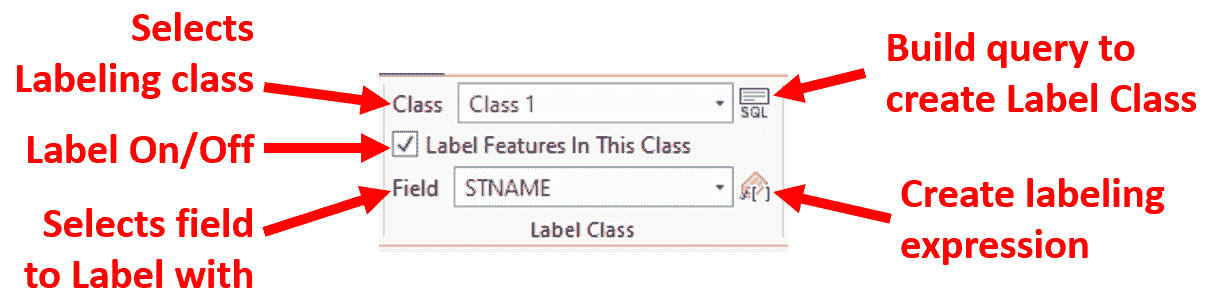 Selects
Labeling class
Label On/Off
Selects field
to Label with
Class Class 1 SQL
Label Features In This Class
Field STNAME
Label Class
Build query to
create Label Class
Create labeling
expression